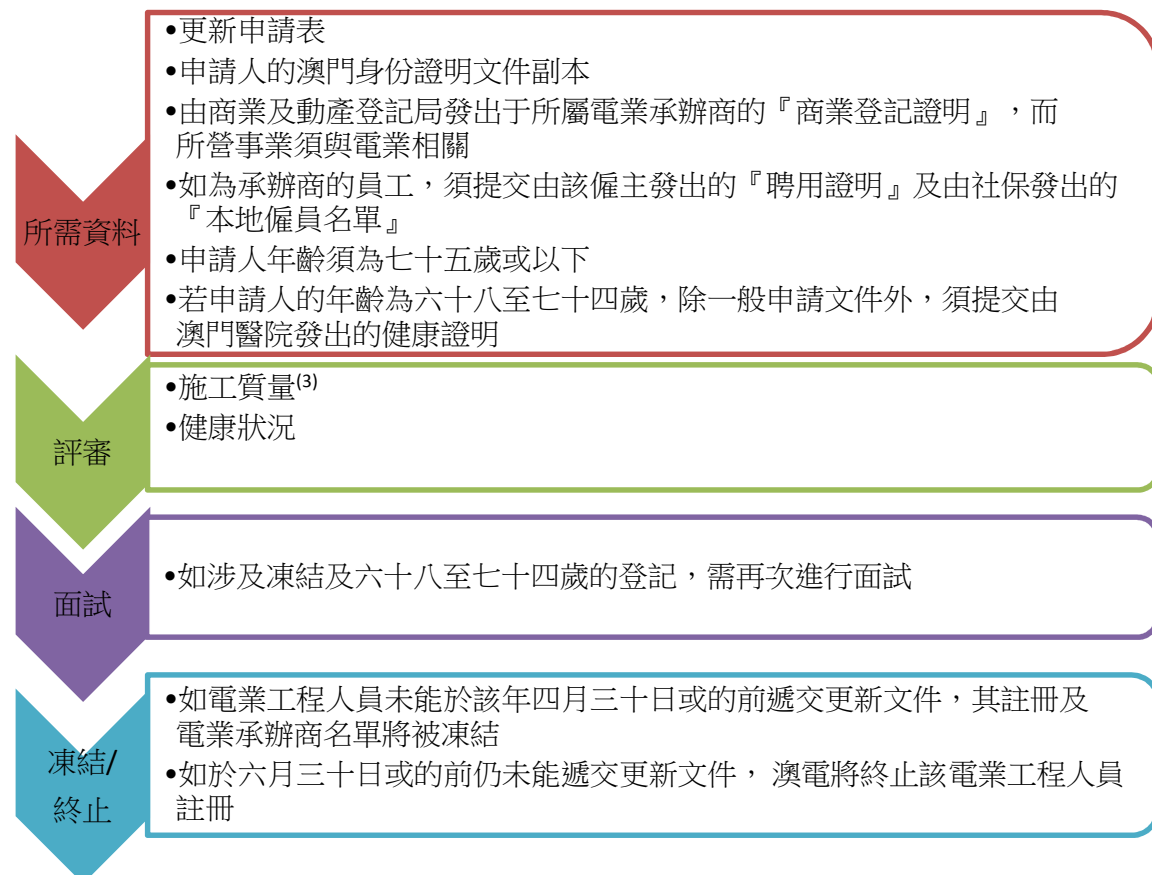 •更新申請表
•申請人的澳門身份證明文件副本
•由商業及動產登記局發出于所屬電業承辦商的『商業登記證明』，而
所營事業須與電業相關
•如為承辦商的員工，須提交由該僱主發出的『聘用證明』及由社保發出的
『本地僱員名單』
•申請人年齡須為七十五歲或以下
•若申請人的年齡為六十八至七十四歲，除一般申請文件外，須提交由
澳門醫院發出的健康證明
所需資料
•施工質量(3)
•健康狀况
評審
•如涉及凍結及六十八至七十四歲的登記，需再次進行面試
面試
•如電業工程人員未能於該年四月三十日或的前遞交更新文件，其註冊及
電業承辦商名單將被凍結
•如於六月三十日或的前仍未能遞交更新文件， 澳電將終止該電業工程人員
註冊
凍結/
終止